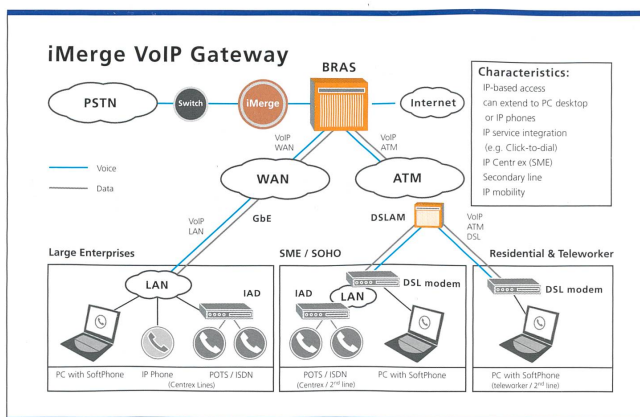 iMerge VoIP Gateway
BRAS
PSTN
Switch
iMerge
Internet
Characteristics:
IP-based access
can extend to PC desktop
or IP phones
IP service integration
(e.g. Click-to-dial)
IP Centr ex (SME)
Secondary line
IP mobility
VoIP
WAN
VoIP
ATM
Voice
Data
WAN
ATM
VoIP
LAN
GbE
DSLAM
VoIP
ATM
DSL
Large Enterprises
SME / SOHO
Residential & Teleworker
LAN
IAD
IAD
LAN
DSL modem
DSL modem
PC with SoftPhone
IP Phone
POTS / ISDN
(Centrex Lines)
POTS / ISDN
(Centrex / 2nd line)
PC with SoftPhone
PC with SoftPhone
(teleworker / 2nd line)